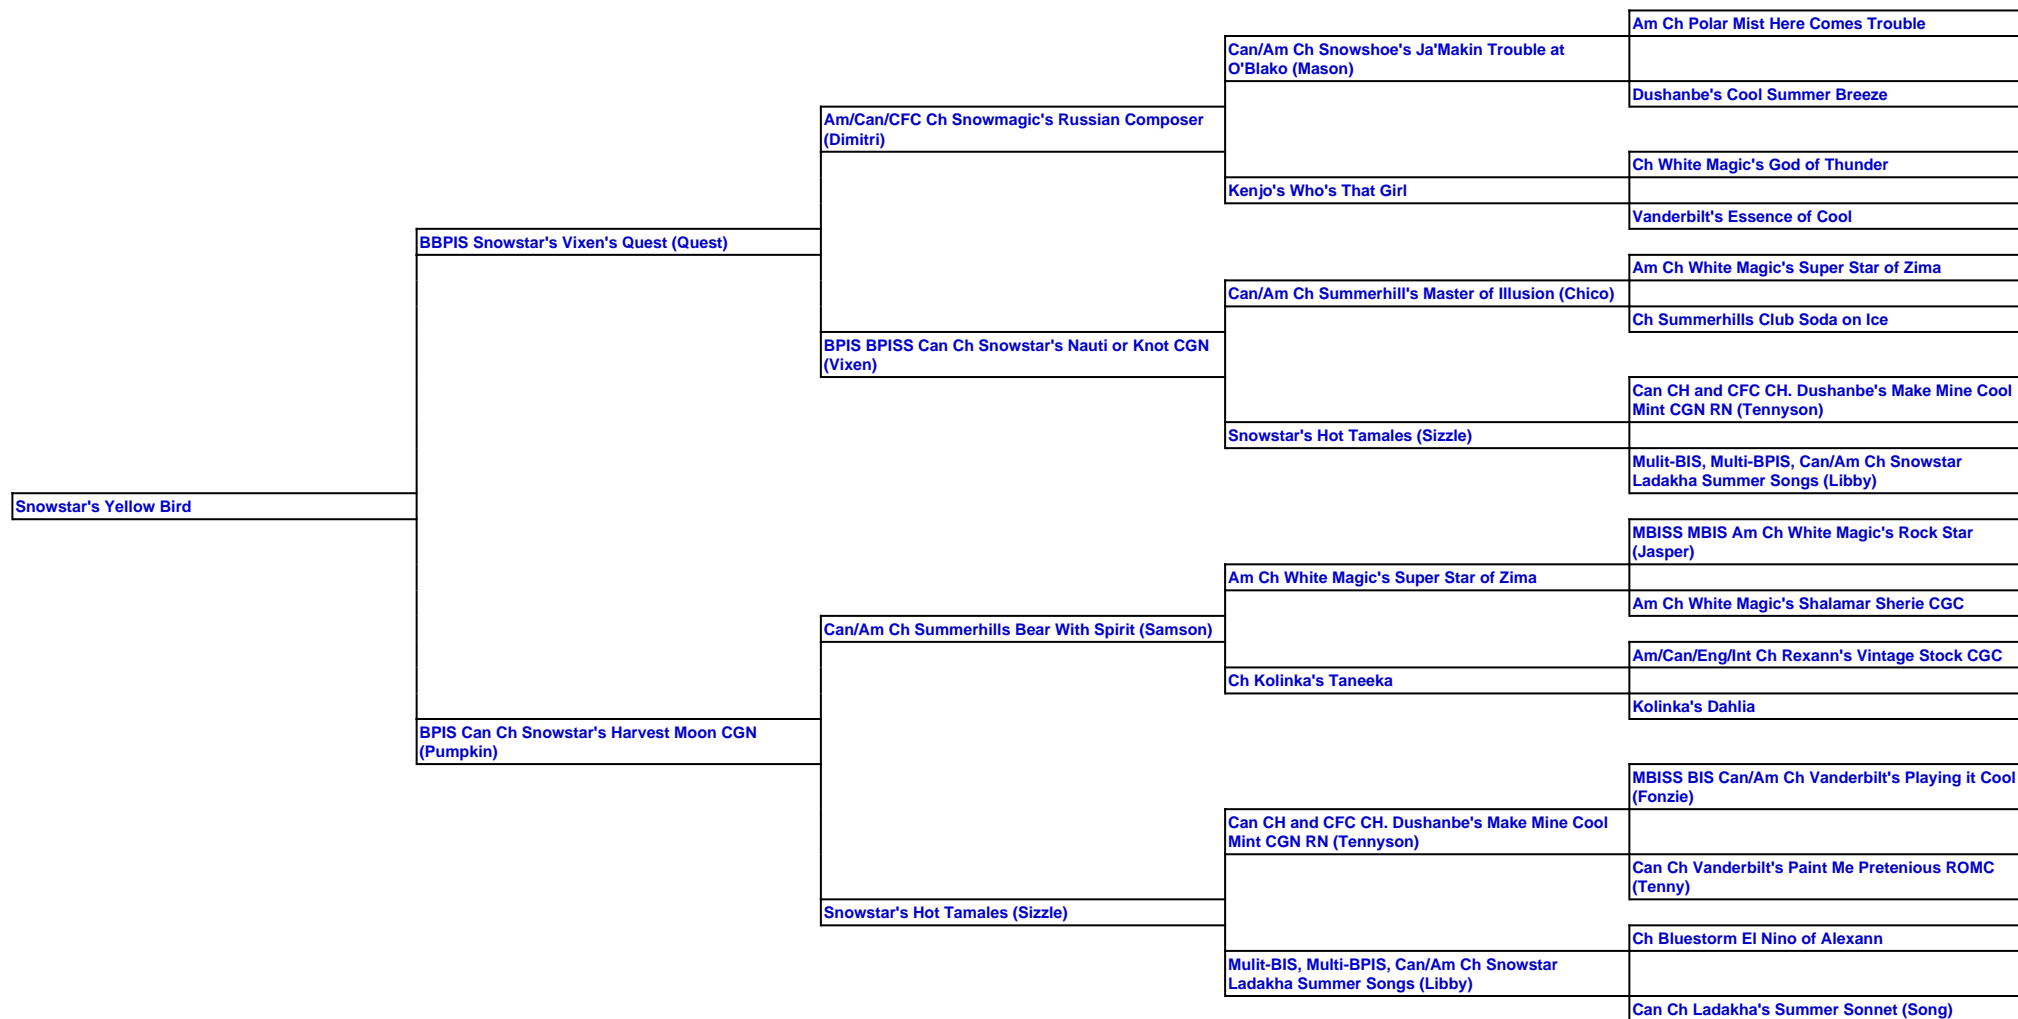 Am Ch Polar Mist Here Comes Trouble
Can/Am Ch Snowshoe's Ja'Makin Trouble at
O'Blako (Mason)
Dushanbe's Cool Summer Breeze
Am/Can/CFC Ch Snowmagic's Russian Composer
(Dimitri)
Ch White Magic's God of Thunder
Kenjo's Who's That Girl
Vanderbilt's Essence of Cool
BBPIS Snowstar's Vixen's Quest (Quest)
Am Ch White Magic's Super Star of Zima
Can/Am Ch Summerhill's Master of Illusion (Chico)
Ch Summerhills Club Soda on Ice
BPIS BPISS Can Ch Snowstar's Nauti or Knot CGN
(Vixen)
Can CH and CFC CH. Dushanbe's Make Mine Cool
Mint CGN RN (Tennyson)
Snowstar's Hot Tamales (Sizzle)
Mulit-BIS, Multi-BPIS, Can/Am Ch Snowstar
Ladakha Summer Songs (Libby)
Snowstar's Yellow Bird
MBISS MBIS Am Ch White Magic's Rock Star
(Jasper)
Am Ch White Magic's Super Star of Zima
Am Ch White Magic's Shalamar Sherie CGC
Can/Am Ch Summerhills Bear With Spirit (Samson)
Am/Can/Eng/Int Ch Rexann's Vintage Stock CGC
Ch Kolinka's Taneeka
Kolinka's Dahlia
BPIS Can Ch Snowstar's Harvest Moon CGN
(Pumpkin)
MBISS BIS Can/Am Ch Vanderbilt's Playing it Cool
(Fonzie)
Can CH and CFC CH. Dushanbe's Make Mine Cool
Mint CGN RN (Tennyson)
Can Ch Vanderbilt's Paint Me Pretenious ROMC
(Tenny)
Snowstar's Hot Tamales (Sizzle)
Ch Bluestorm El Nino of Alexann
Mulit-BIS, Multi-BPIS, Can/Am Ch Snowstar
Ladakha Summer Songs (Libby)
Can Ch Ladakha's Summer Sonnet (Song)